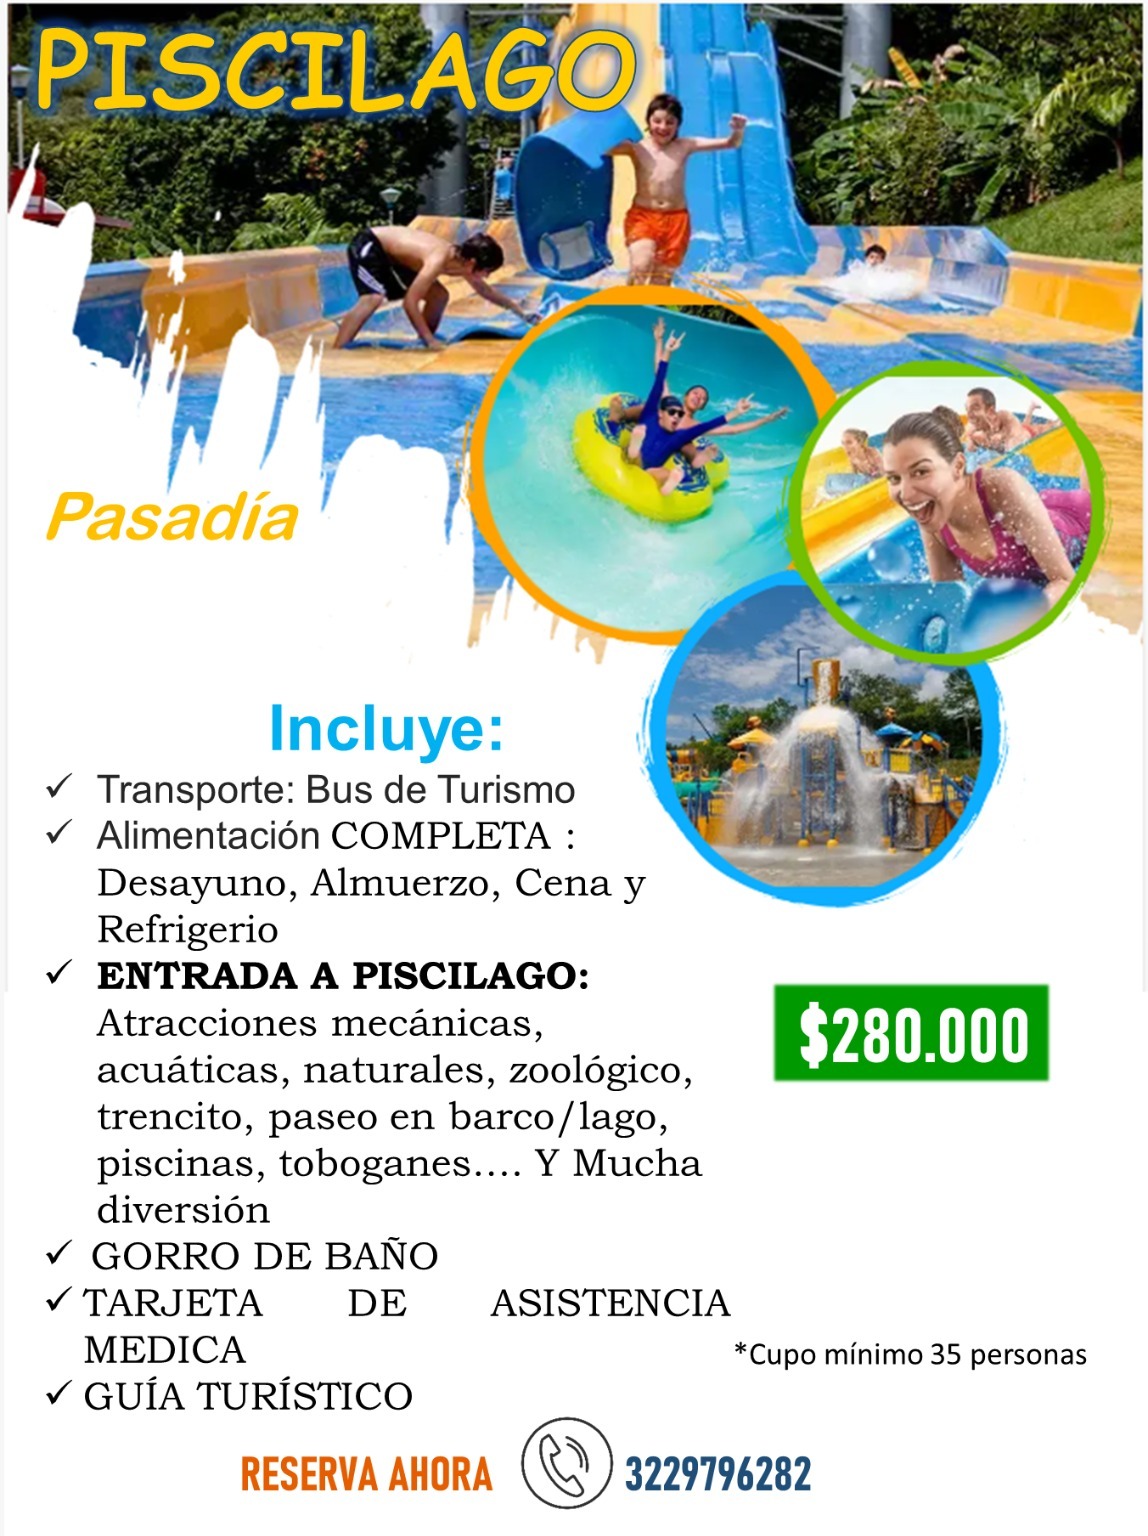 PISCILAGO
Pasadía
Incluye:
✓ Transporte: Bus de Turismo
✓ Alimentación COMPLETA :
Desayuno, Almuerzo, Cena y
Refrigerio
✓ ENTRADA A PISCILAGO:
Atracciones mecánicas,
acuáticas, naturales, zoológico,
trencito, paseo en barco/lago,
piscinas, toboganes.... Y Mucha
diversión
✓ GORRO DE BAÑO
✓ TARJETA DE ASISTENCIA
MEDICA
✓ GUÍA TURÍSTICO
$280.000
*Cupo mínimo 35 personas
RESERVA AHORA 3229796282